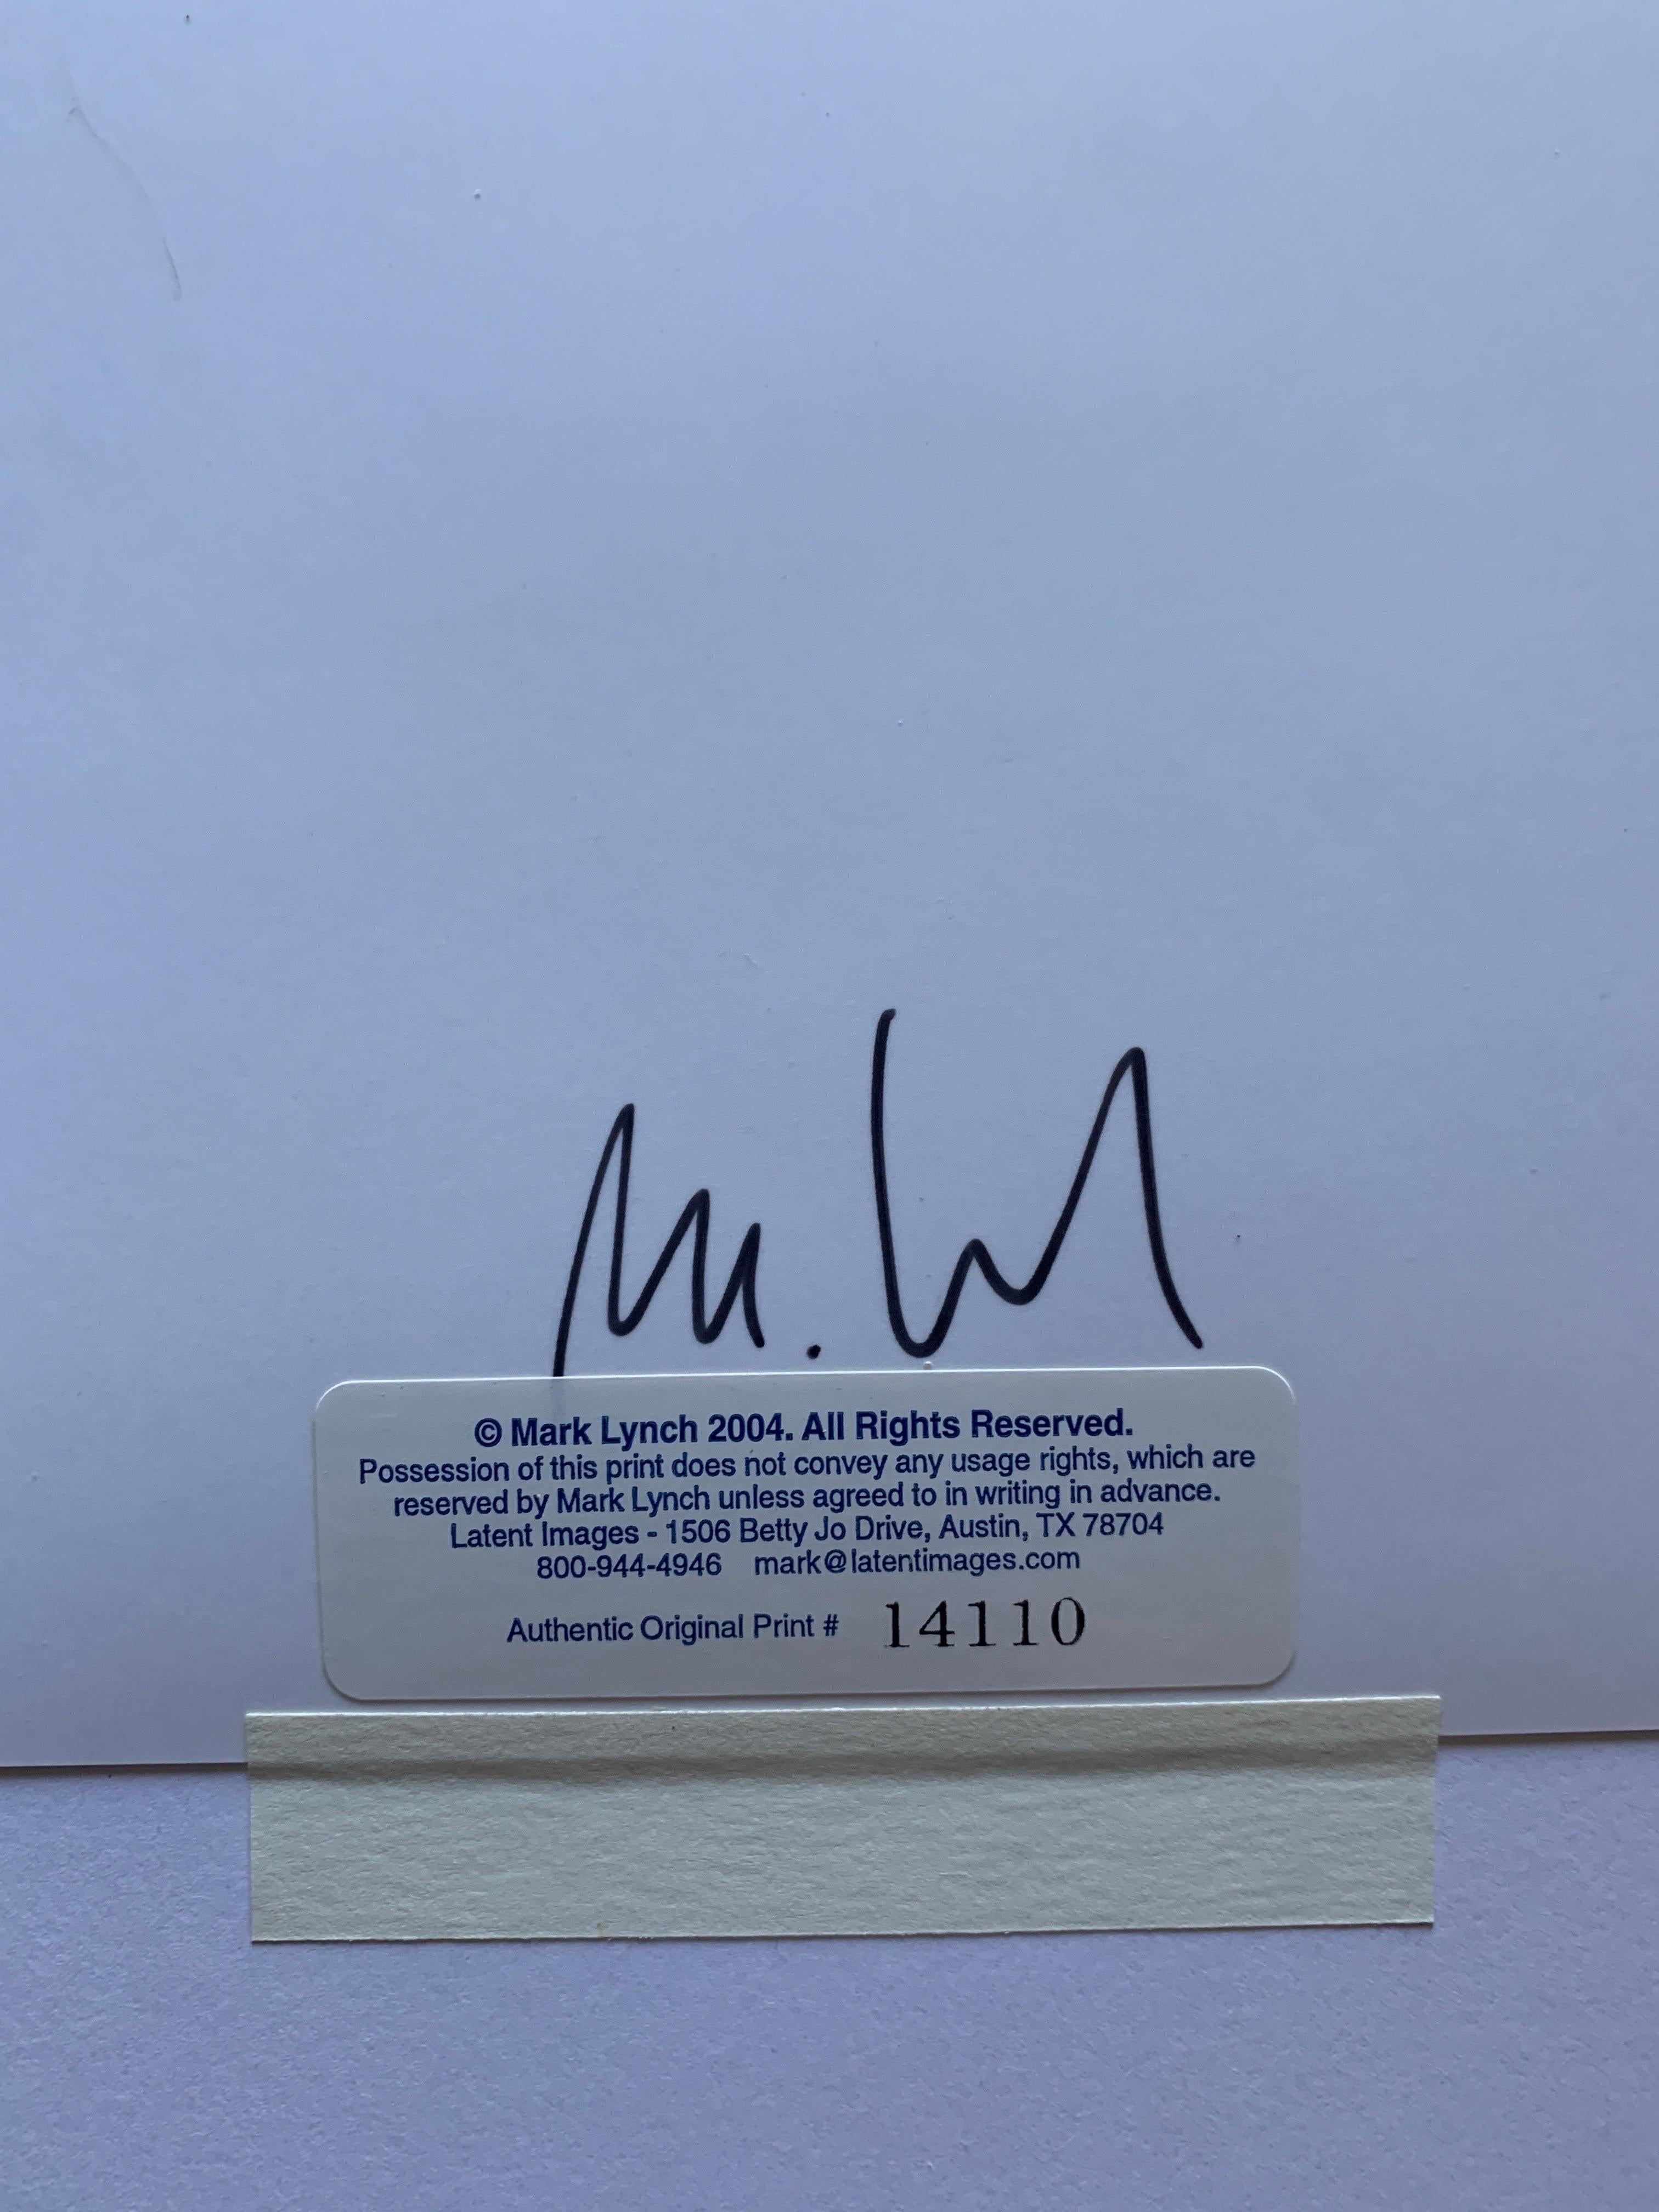 © Mark Lynch 2004. All Rights Reserved.
Possession of this print does not convey any usage rights, which are
reserved by Mark Lynch unless agreed to in writing in advance.
Latent Images - 1506 Betty Jo Drive, Austin, TX 78704
800-944-4946 mark@latentimages.com
Authentic Original Print # 14110